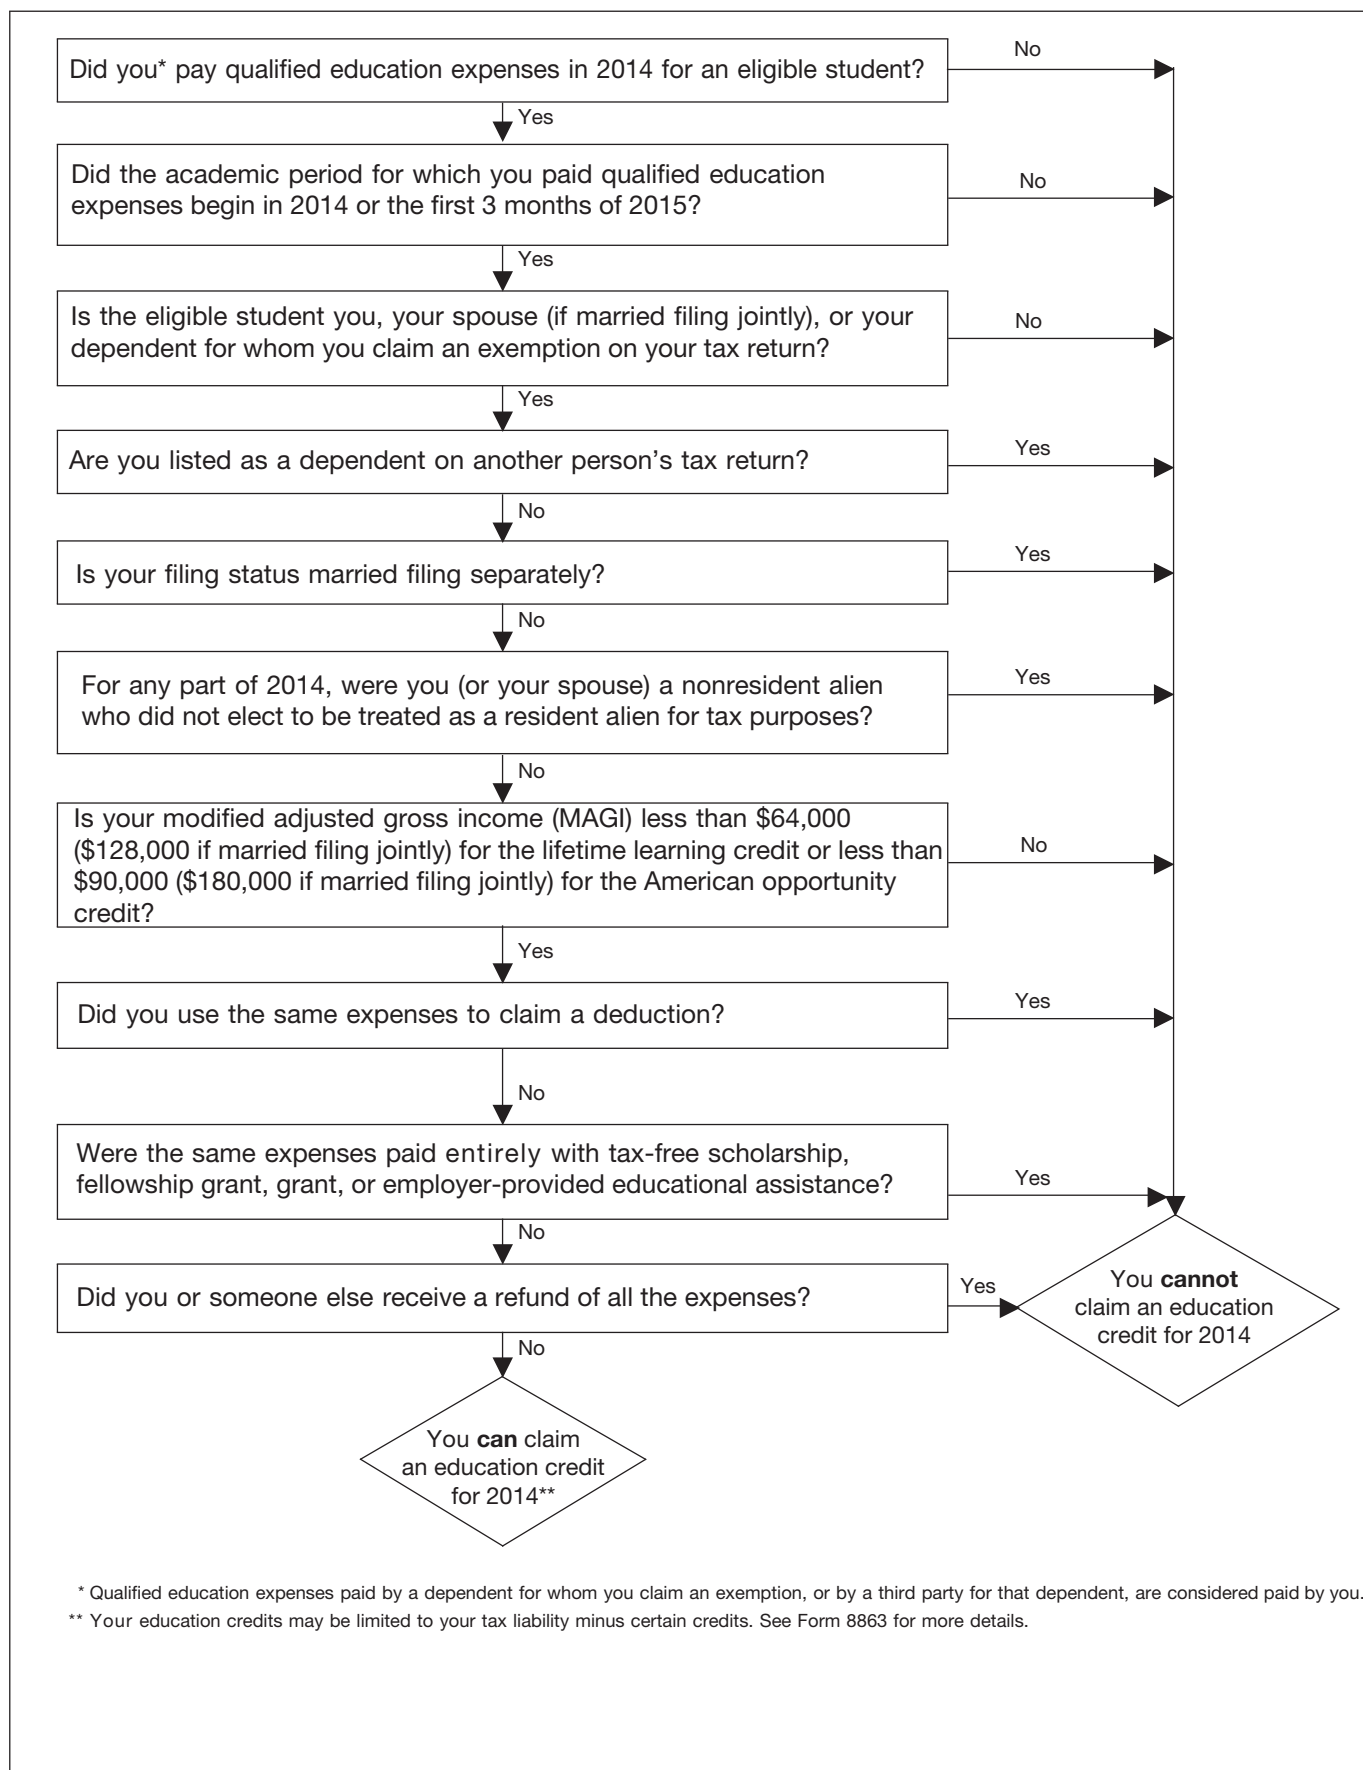 Did you* pay qualified education expenses in 2014 for an eligible student?
No
Yes
Did the academic period for which you paid qualified education
expenses begin in 2014 or the first 3 months of 2015?
No
Yes
Is the eligible student you, your spouse (if married filing jointly), or your
dependent for whom you claim an exemption on your tax return?
No
Yes
Are you listed as a dependent on another person's tax return?
Yes
No
Is your filing status married filing separately?
Yes
No
For any part of 2014, were you (or your spouse) a nonresident alien
who did not elect to be treated as a resident alien for tax purposes?
Yes
No
Is your modified adjusted gross income (MAGI) less than $64,000
($128,000 if married filing jointly) for the lifetime learning credit or less than
$90,000 ($180,000 if married filing jointly) for the American opportunity
credit?
No
Yes
Did you use the same expenses to claim a deduction?
Yes
No
Were the same expenses paid entirely with tax-free scholarship,
fellowship grant, grant, or employer-provided educational assistance?
Yes
No
Did you or someone else receive a refund of all the expenses?
Yes
You cannot
claim an education
credit for 2014
No
You can claim
an education credit
for 2014**
* Qualified education expenses paid by a dependent for whom you claim an exemption, or by a third party for that dependent, are considered paid by you.
** Your education credits may be limited to your tax liability minus certain credits. See Form 8863 for more details.